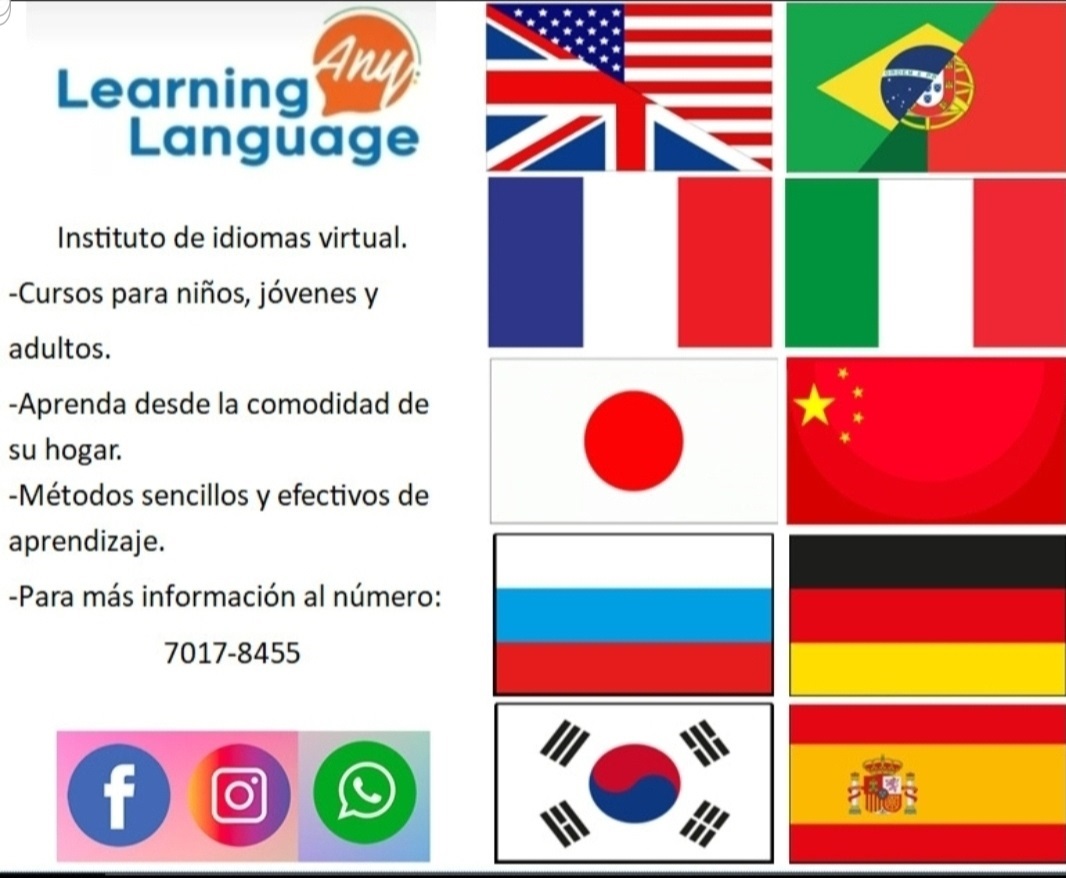 Learning Any
Language
Instituto de idiomas virtual.
-Cursos para niños, jóvenes y
adultos.
-Aprenda desde la comodidad de
su hogar.
-Métodos sencillos y efectivos de
aprendizaje.
-Para más información al número:
7017-8455